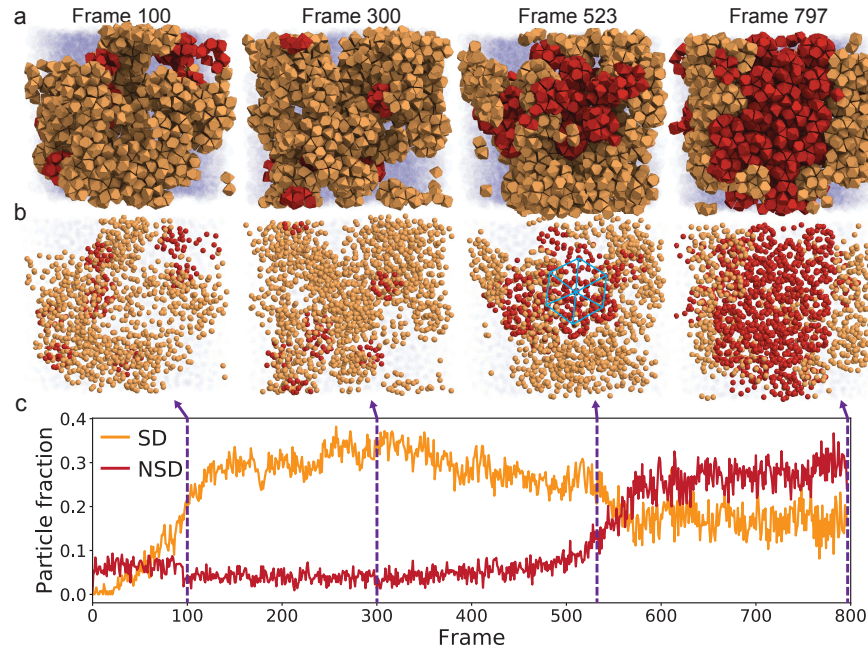 a
Frame 100 Frame 300 Frame 523 Frame 797
b
c
0.4
0.3
0.2
0.1
0.0
SD
NSD
Particle fraction
0 100 200 300 400 500 600 700 800
Frame